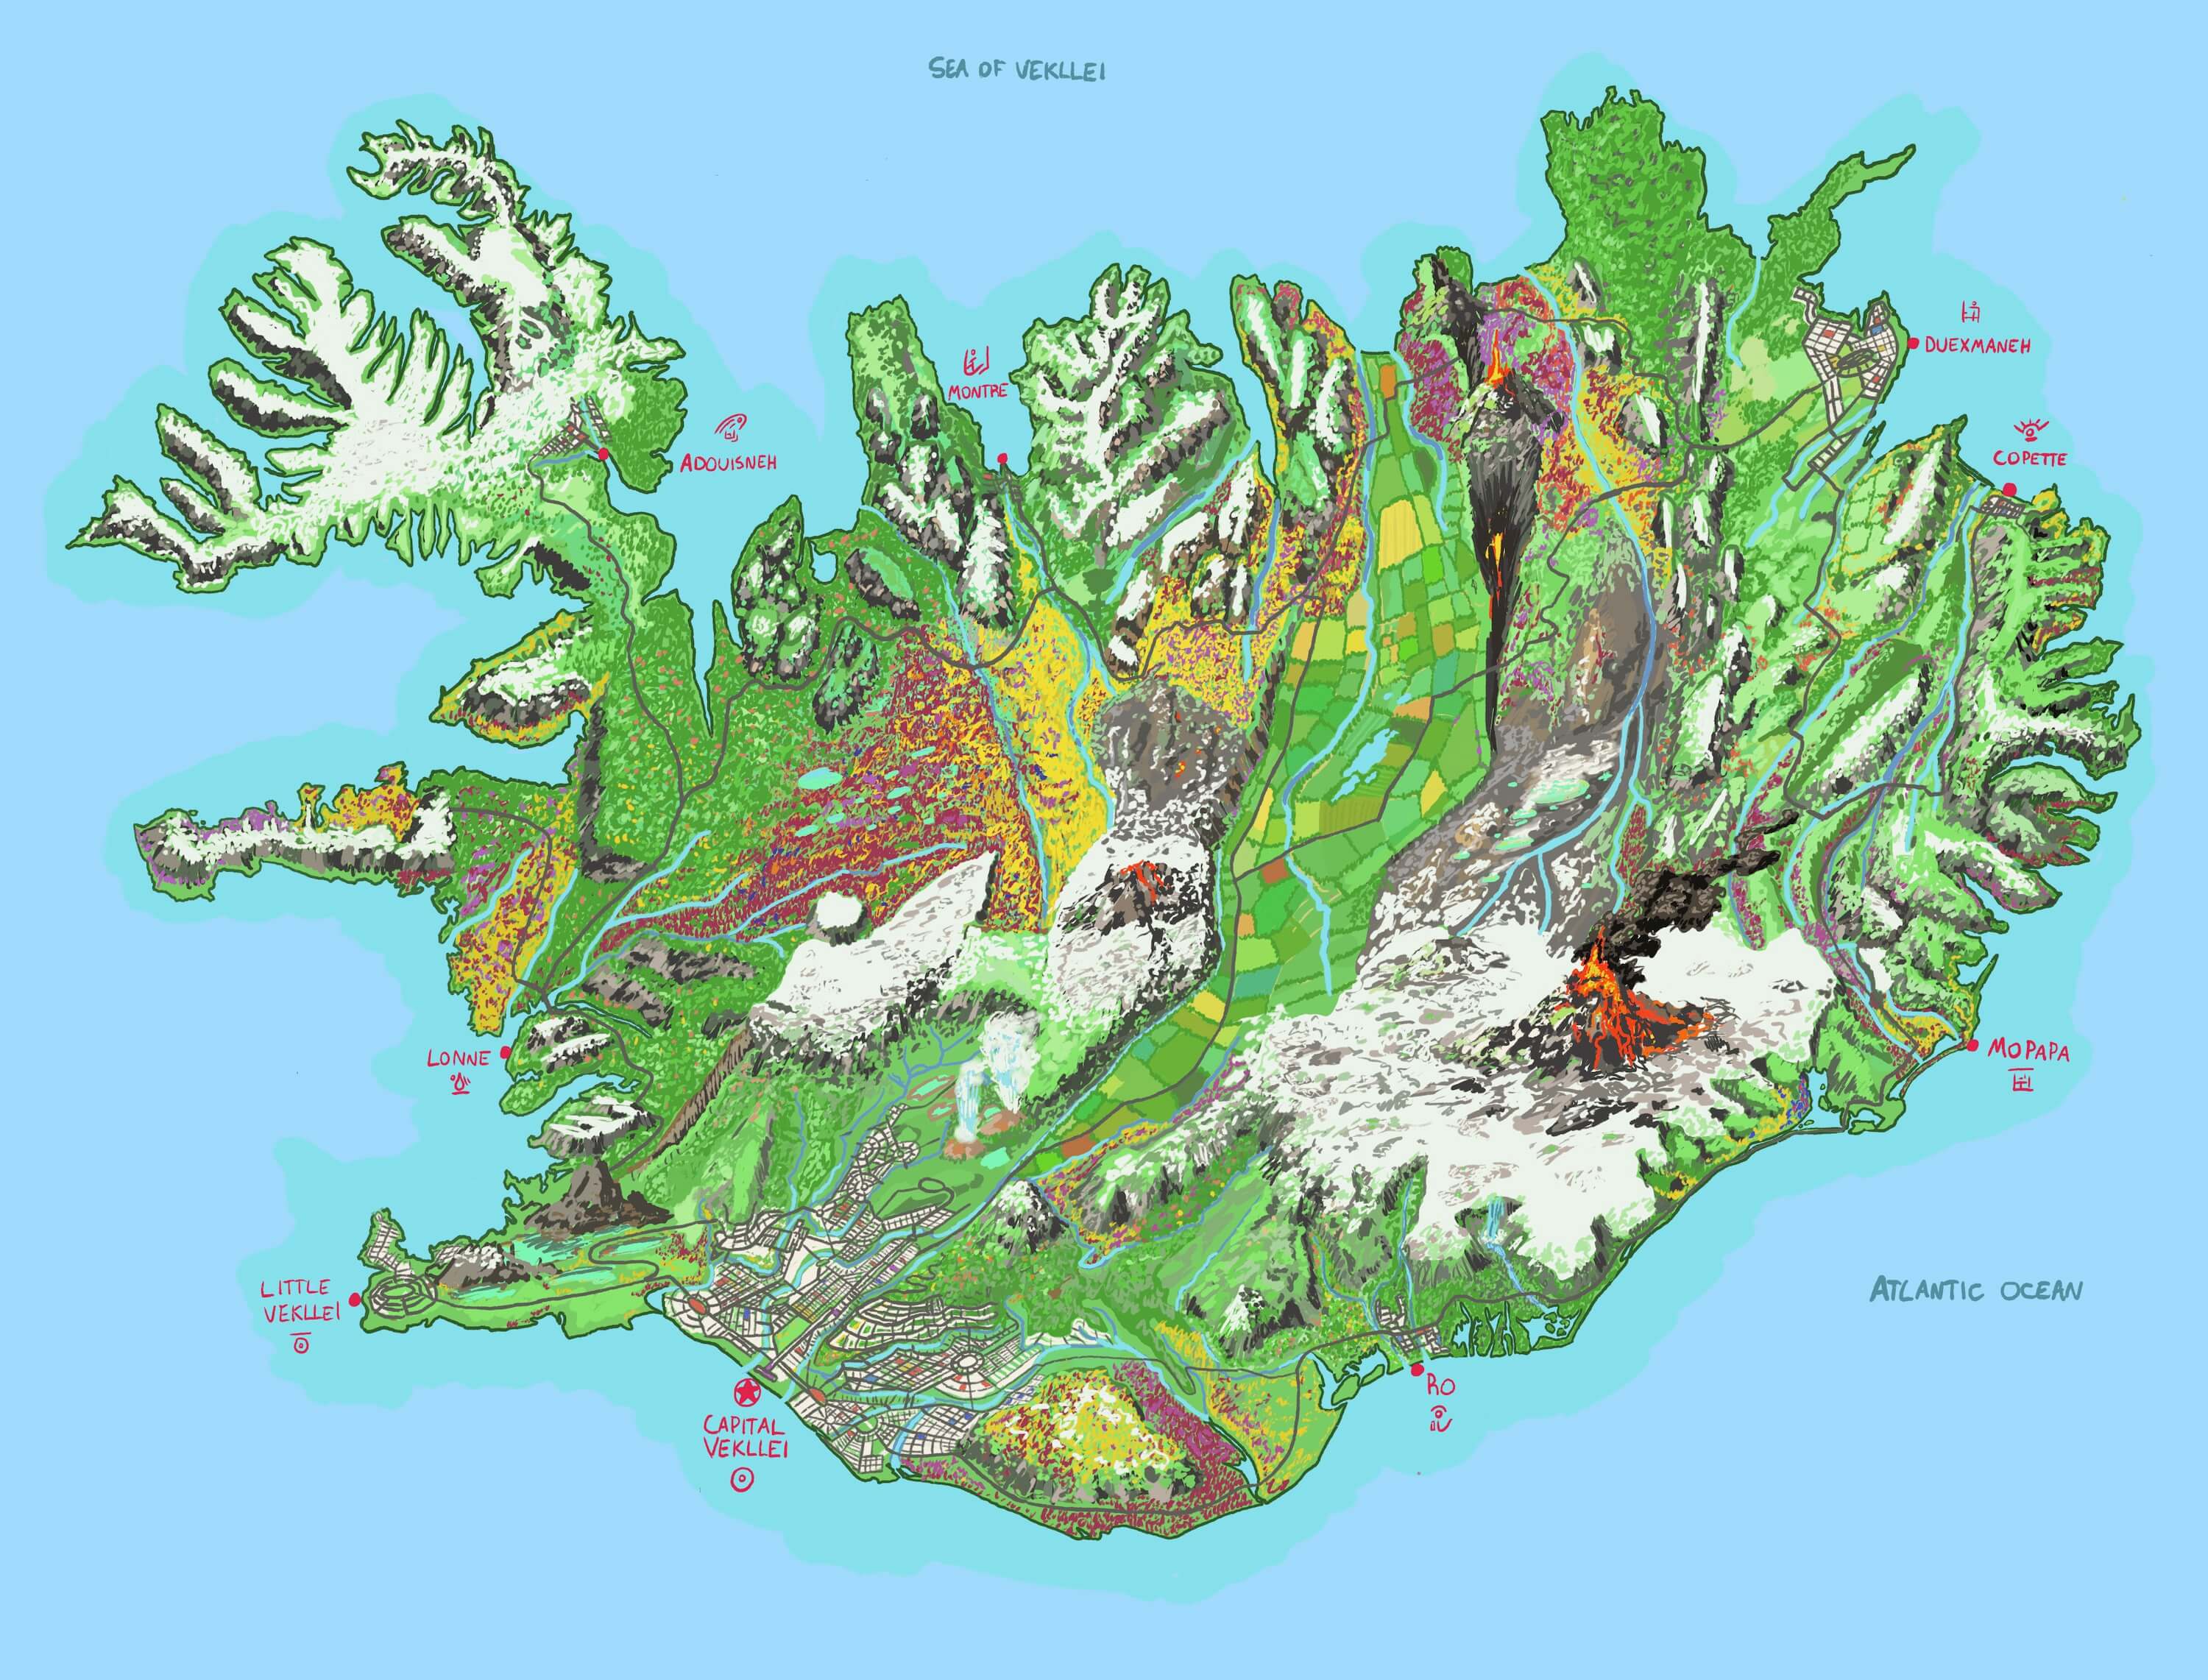 SEA OF VEKLLEI
DUEXMANEH
MONTRE
ADOUISNEH
COPETTE
LONNE
MOPAPA
LITTLE
VEKLLEI
ATLANTIC OCEAN
RO
CAPITAL
VEKLLEI